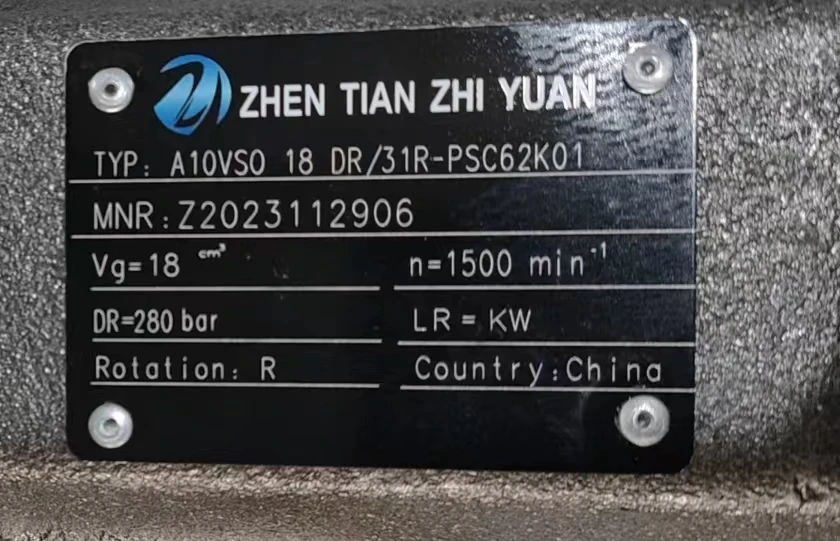 ZHEN TIAN ZHI YUAN
TYP: A10VSO 18 DR/31R-PSC62K01
MNR:Z2023112906
Vg=18 cm³ n=1500 min⁻¹
DR=280 bar LR = KW
Rotation: R Country:China